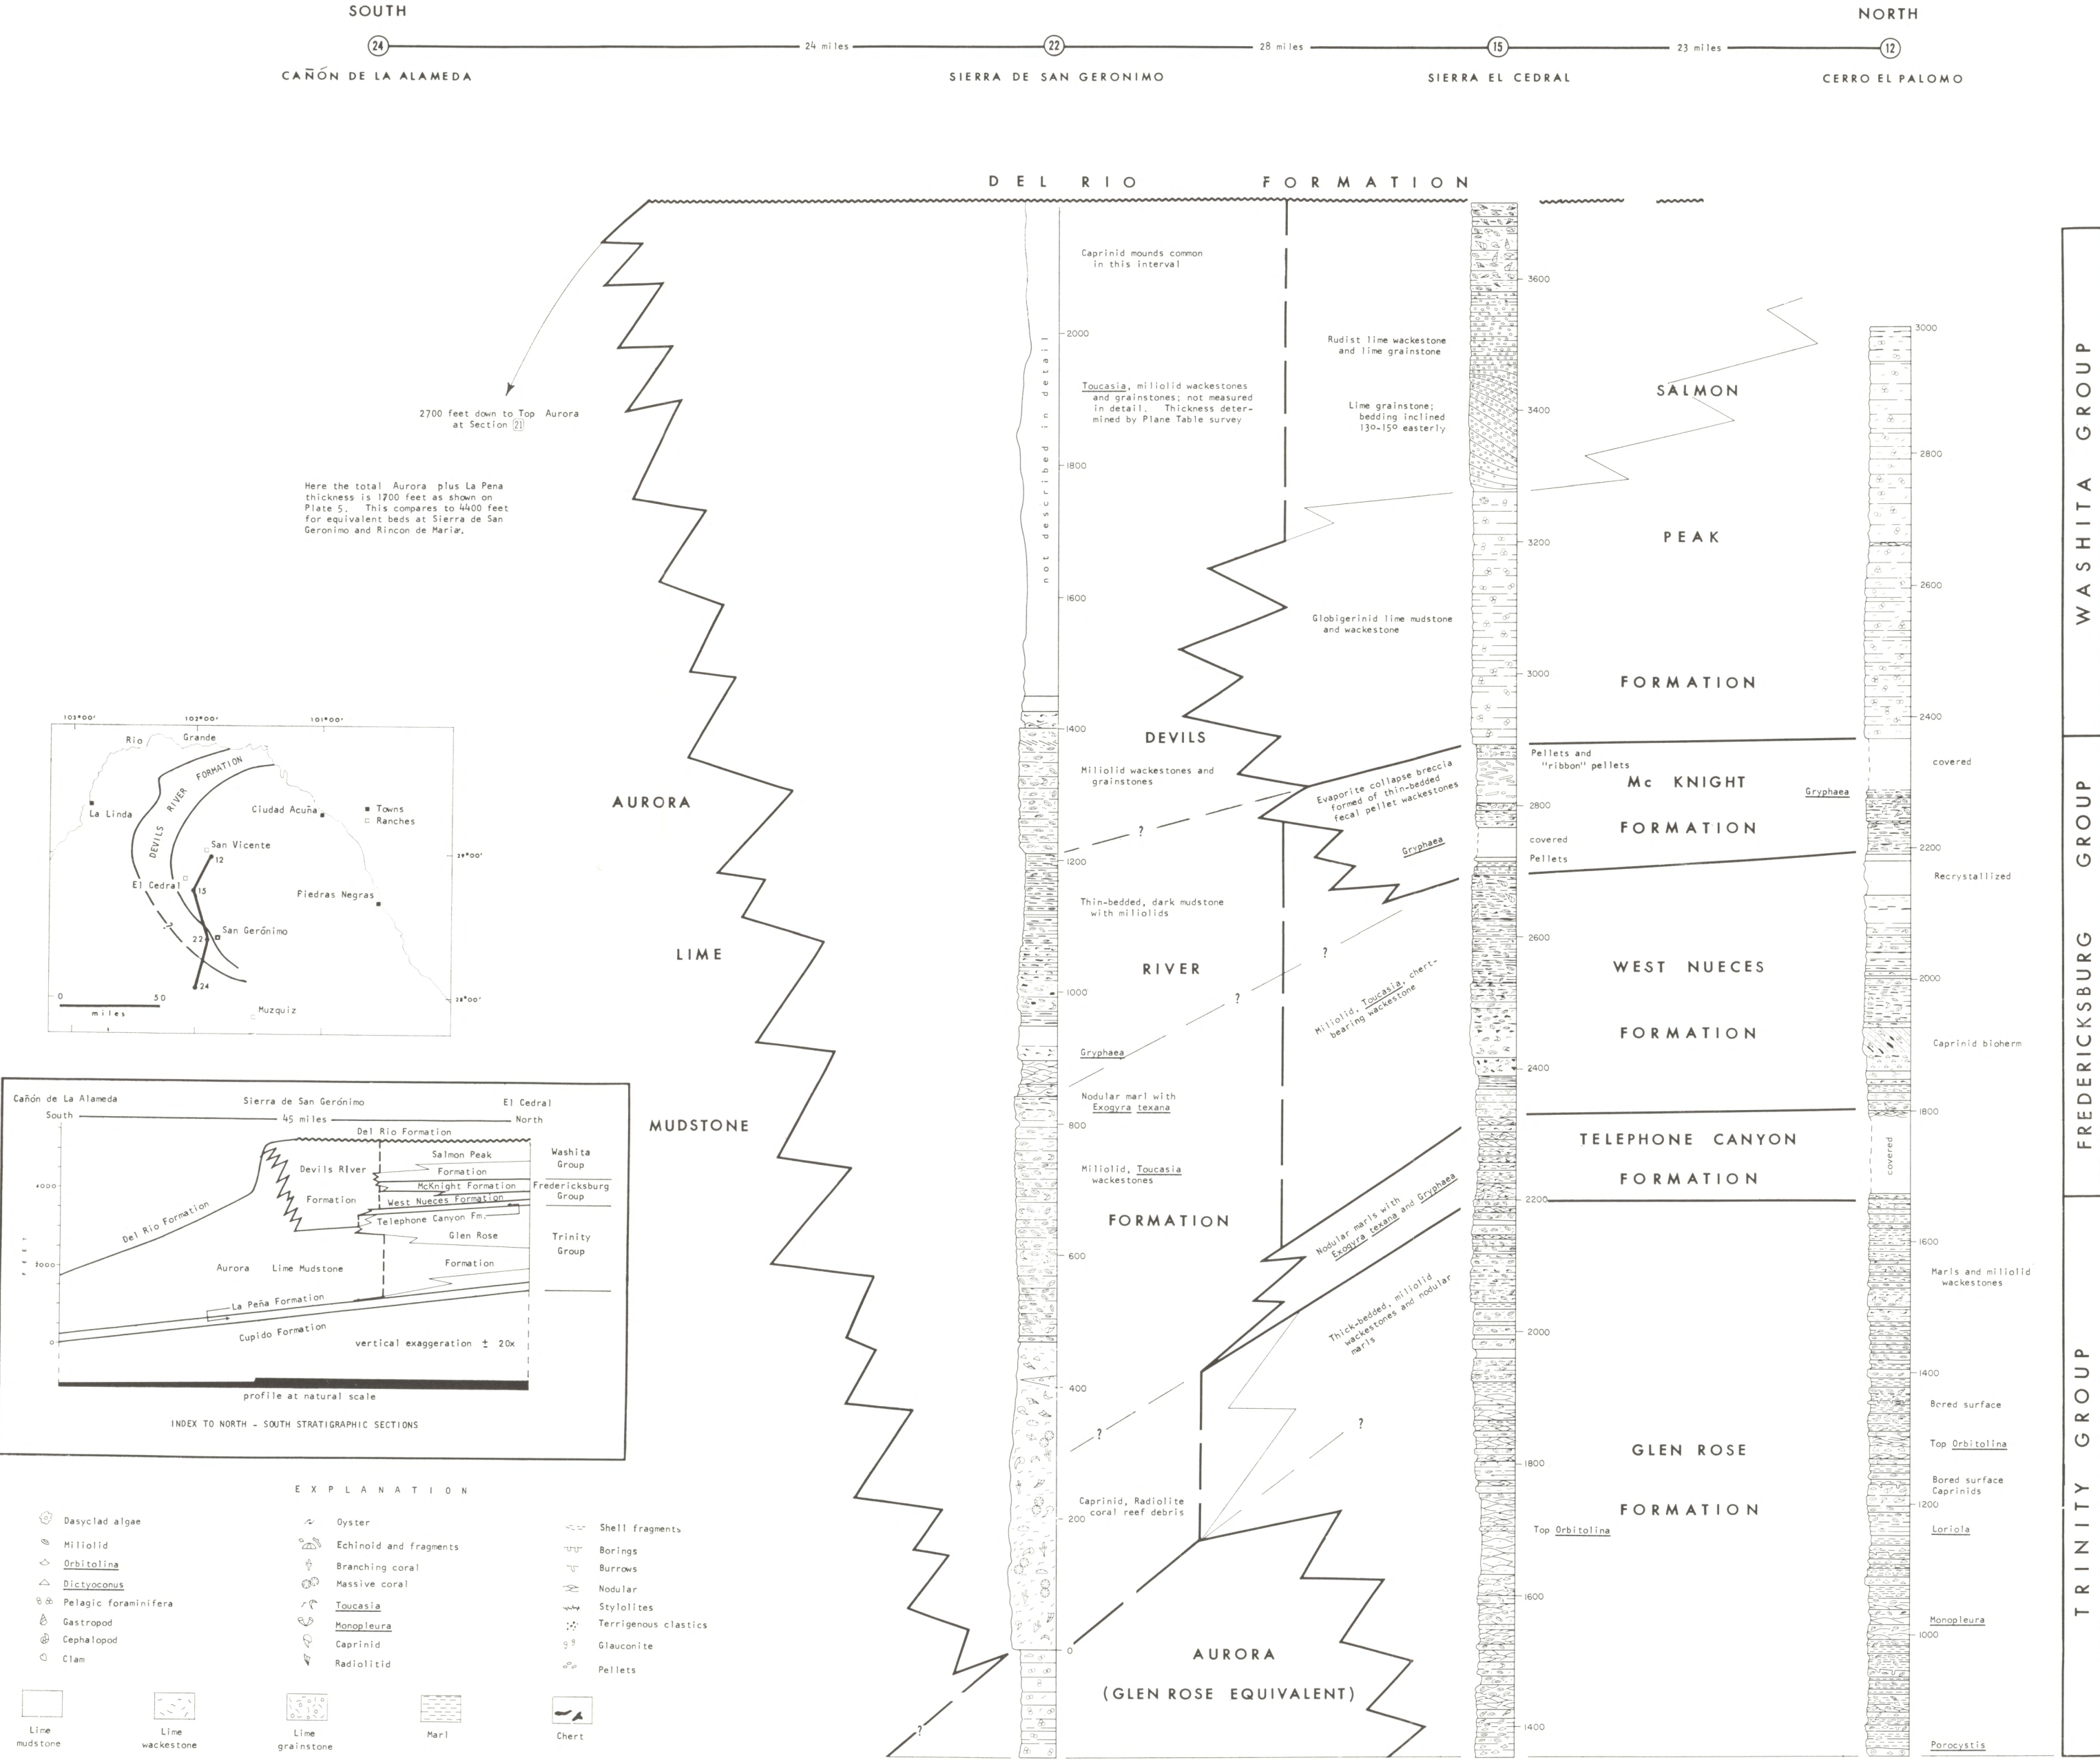 SOUTH
NORTH
24
24 miles
22
28 miles
15
23 miles
12
CAÑÓN DE LA ALAMEDA
SIERRA DE SAN GERONIMO
SIERRA EL CEDRAL
CERRO EL PALOMO
DEL RIO FORMATION
2700 feet down to Top Aurora
at Section 21
Here the total Aurora plus La Pena
thickness is 1700 feet as shown on
Plate 5. This compares to 4400 feet
for equivalent beds at Sierra de San
Geronimo and Rincon de Maria.
AURORA
LIME
MUDSTONE
not described in detail
2000
1800
1600
1400
1200
1000
800
600
400
200
0
Caprinid mounds common
in this interval
Toucasia, miliolid wackestones
and grainstones; not measured
in detail. Thickness deter-
mined by Plane Table survey
DEVILS
Miliolid wackestones and
grainstones
?
Thin-bedded, dark mudstone
with miliolids
RIVER
?
?
Gryphaea
Nodular marl with
Exogyra texana
Miliolid, Toucasia
wackestones
FORMATION
?
?
Caprinid, Radiolite
coral reef debris
AURORA
(GLEN ROSE EQUIVALENT)
?
Rudist lime wackestone
and lime grainstone
Lime grainstone;
bedding inclined
13º-15º easterly
Globigerinid lime mudstone
and wackestone
Evaporite collapse breccia
formed of thin-bedded
fecal pellet wackestones
Gryphaea
Miliolid, Toucasia, chert-
bearing wackestone
Nodular marls with
Exogyra texana and Gryphaea
Thick-bedded, miliolid
wackestones and nodular
marls
3600
3400
3200
3000
2800
2600
2400
2200
2000
1800
1600
1400
Pellets and
"ribbon" pellets
covered
Pellets
Top Orbitolina
SALMON
PEAK
FORMATION
Mc KNIGHT
FORMATION
Gryphaea
WEST NUECES
FORMATION
TELEPHONE CANYON
FORMATION
GLEN ROSE
FORMATION
3000
2800
2600
2400
2200
2000
1800
1600
1400
1200
1000
covered
Recrystallized
Caprinid bioherm
covered
Marls and miliolid
wackestones
Bored surface
Top Orbitolina
Bored surface
Caprinids
Loriola
Monopleura
Porocystis
WASHITA GROUP
FREDERICKSBURG GROUP
TRINITY GROUP
103°00'
102°00'
101°00'
Rio Grande
DEVILS RIVER FORMATION
La Linda
Ciudad Acuña
Towns
Ranches
San Vicente
12
29°00'
El Cedral
15
Piedras Negras
?
San Gerónimo
22
24
0
50
miles
Muzquiz
28°00'
Cañón de La Alameda
Sierra de San Gerónimo
El Cedral
South
45 miles
North
Del Rio Formation
Salmon Peak
Formation
Washita
Group
Devils River
Formation
McKnight Formation
Fredericksburg
Group
West Nueces Formation
Telephone Canyon Fm.
4000
Del Rio Formation
Glen Rose
Formation
Trinity
Group
FEET
2000
Aurora Lime Mudstone
La Peña Formation
Cupido Formation
0
vertical exaggeration ± 20x
profile at natural scale
INDEX TO NORTH - SOUTH STRATIGRAPHIC SECTIONS
EXPLANATION
Dasyclad algae
Miliolid
Orbitolina
Dictyoconus
Pelagic foraminifera
Gastropod
Cephalopod
Clam
Oyster
Echinoid and fragments
Branching coral
Massive coral
Toucasia
Monopleura
Caprinid
Radiolitid
Shell fragments
Borings
Burrows
Nodular
Stylolites
Terrigenous clastics
Glauconite
Pellets
Lime
mudstone
Lime
wackestone
Lime
grainstone
Marl
Chert